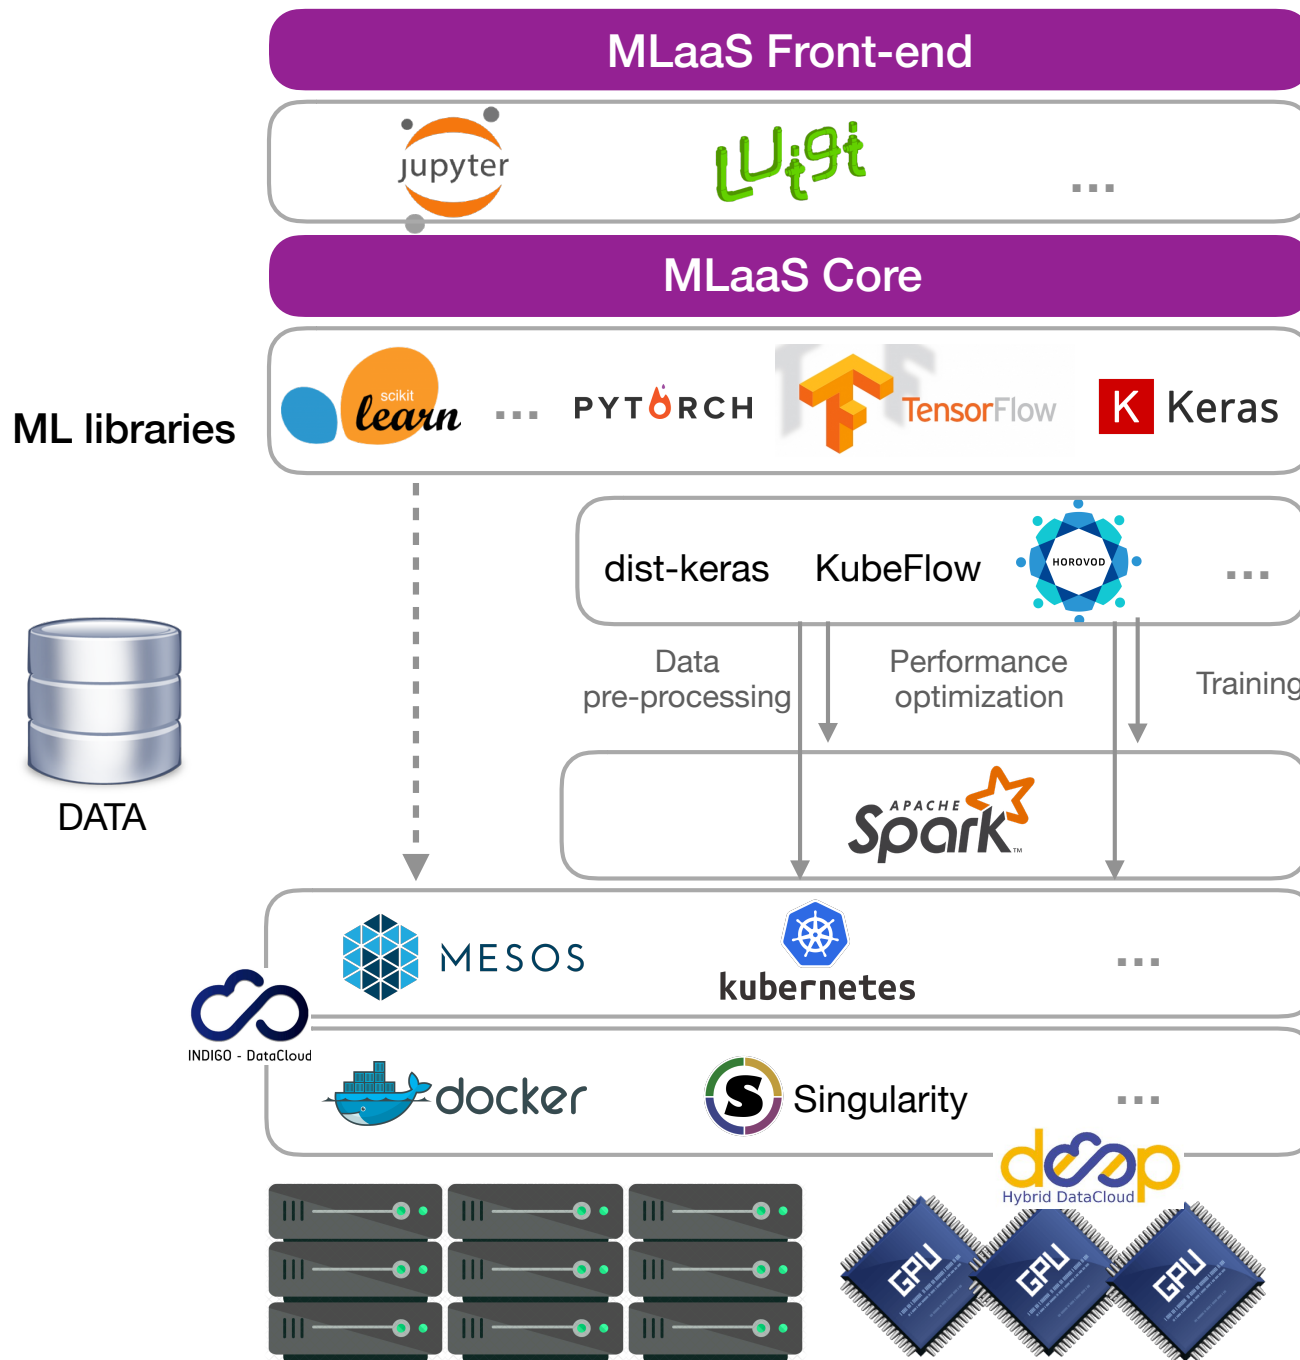 MLaaS Front-end
jupyter
Luigi
...
MLaaS Core
ML libraries
scikit
learn
...
PYTORCH
TensorFlow
K Keras
dist-keras
KubeFlow
HOROVOD
...
Data
pre-processing
Performance
optimization
Training
DATA
APACHE
Spark™
MESOS
kubernetes
...
INDIGO - DataCloud
docker
S Singularity
...
deep
Hybrid DataCloud
GPU
GPU
GPU